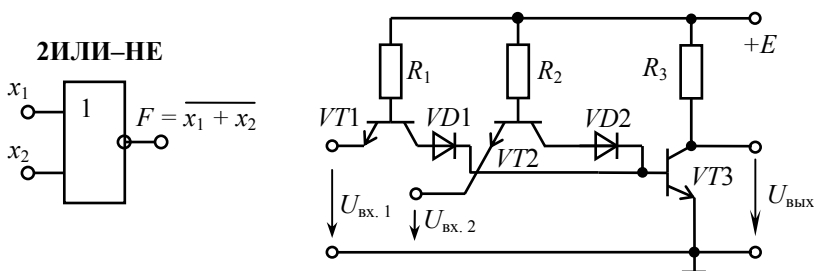 2ИЛИ–НЕ
x1
x2
1
F = x1 + x2
+E
R1
R2
R3
VT1
VD1
VT2
VD2
VT3
Uвх. 1
Uвх. 2
Uвых